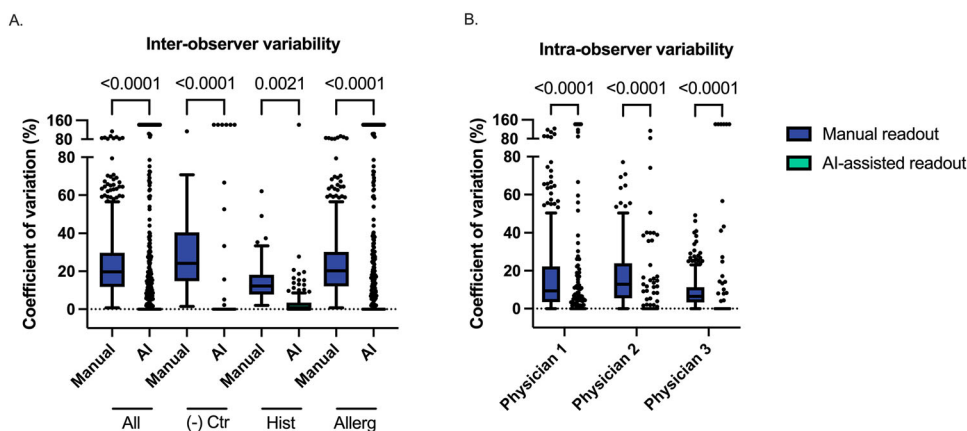 A.
Inter-observer variability
<0.0001 <0.0001 0.0021 <0.0001
Coefficient of variation (%)
160
80
80
60
40
20
0
Manual AI Manual AI Manual AI Manual AI
All (-) Ctr Hist Allerg
B.
Intra-observer variability
<0.0001 <0.0001 <0.0001
Coefficient of variation (%)
160
80
80
60
40
20
0
Physician 1 Physician 2 Physician 3
Manual readout
AI-assisted readout